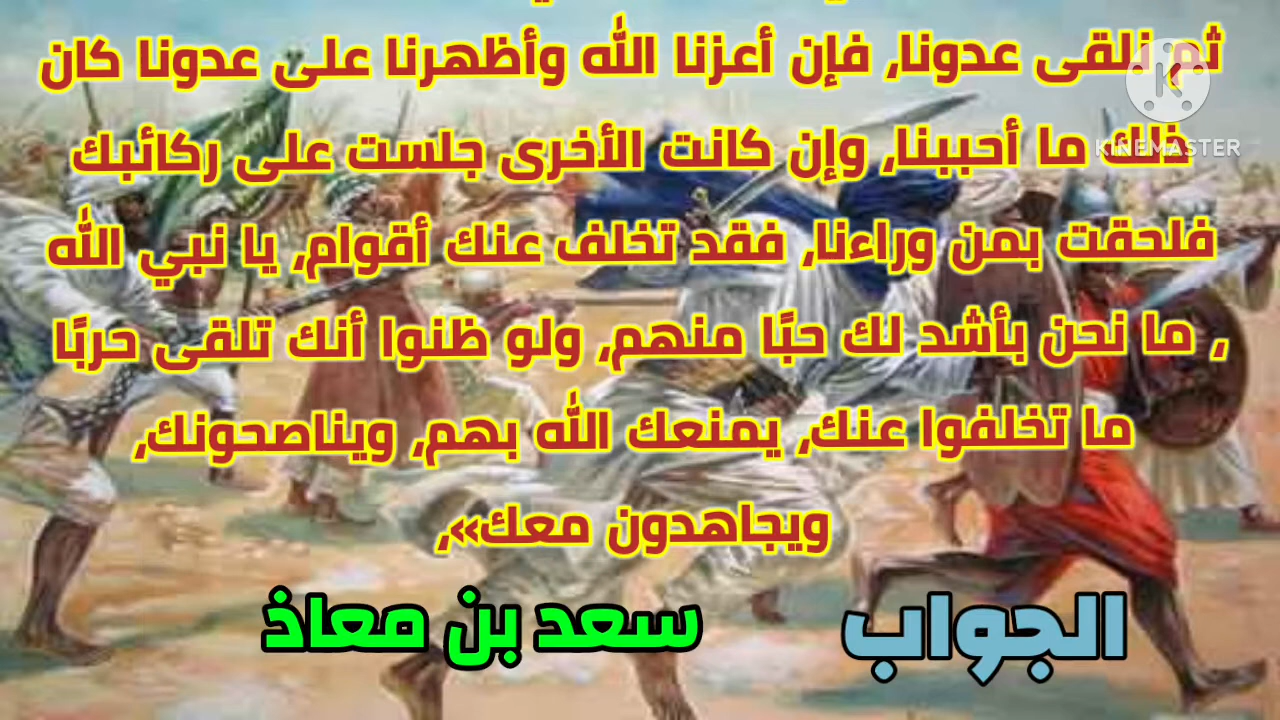 ثم نلقى عدونا، فإن أعزنا الله وأظهرنا على عدونا كان
ذلك ما أحببنا، وإن كانت الأخرى جلست على ركائبك
فلحقت بمن وراءنا، فقد تخلف عنك أقوام، يا نبي الله
، ما نحن بأشد لك حبًا منهم، ولو ظنوا أنك تلقى حربًا
ما تخلفوا عنك، يمنعك الله بهم، ويناصحونك،
ويجاهدون معك»،
الجواب سعد بن معاذ
KINEMASTER